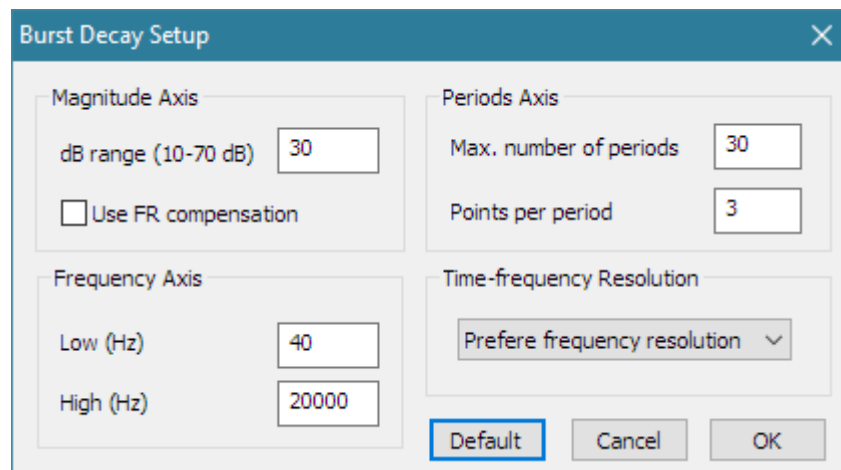 Burst Decay Setup
Magnitude Axis
dB range (10-70 dB) 30
Use FR compensation
Periods Axis
Max. number of periods 30
Points per period 3
Frequency Axis
Low (Hz) 40
High (Hz) 20000
Time-frequency Resolution
Prefere frequency resolution
Default Cancel OK